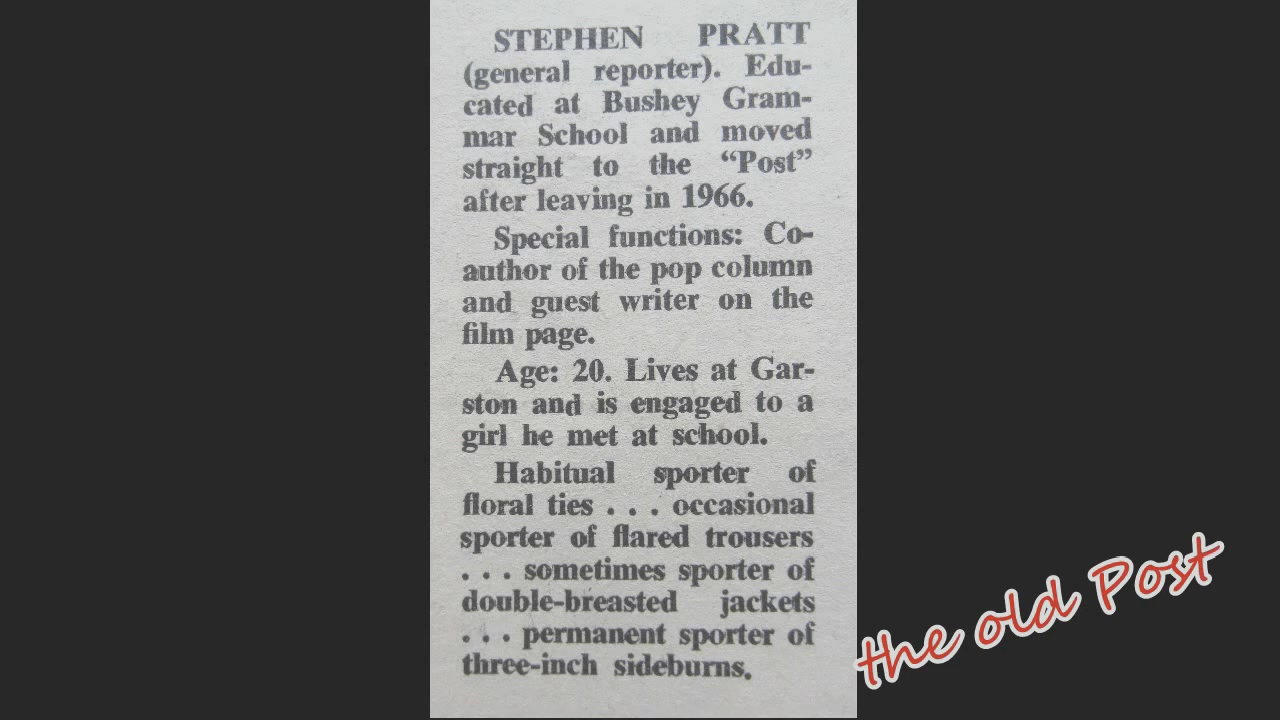 STEPHEN PRATT
(general reporter). Edu-
cated at Bushey Gram-
mar School and moved
straight to the “Post”
after leaving in 1966.
Special functions: Co-
author of the pop column
and guest writer on the
film page.
Age: 20. Lives at Gar-
ston and is engaged to a
girl he met at school.
Habitual sporter of
floral ties . . . occasional
sporter of flared trousers
. . . sometimes sporter of
double-breasted jackets
. . . permanent sporter of
three-inch sideburns.
the old Post